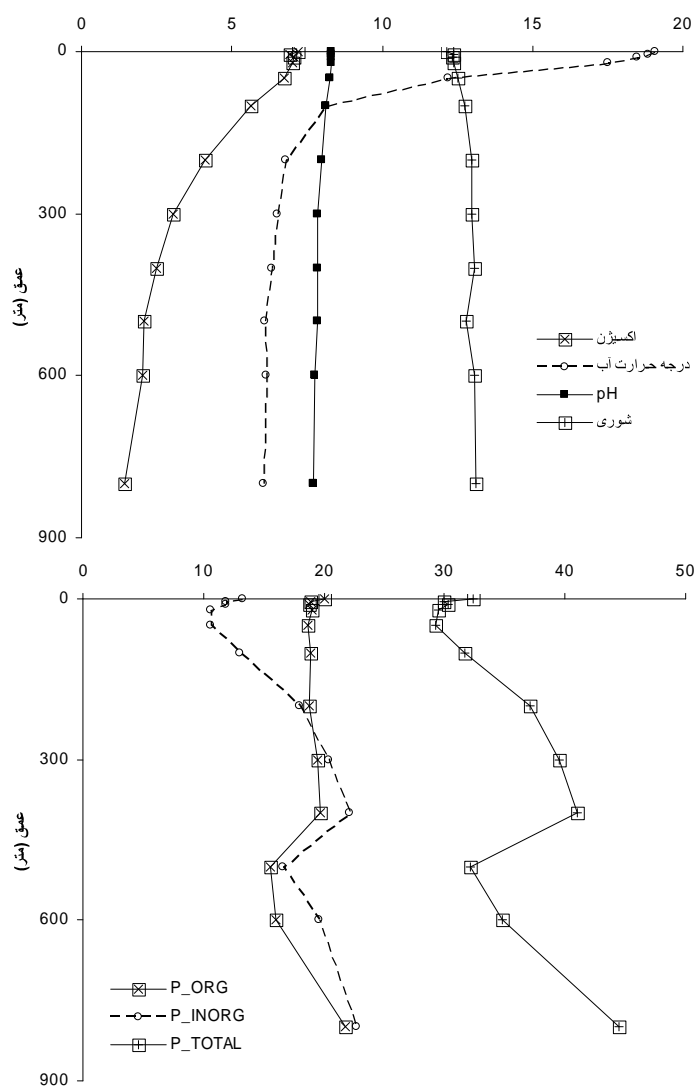 0 5 10 15 20
0
300
600
900
عمق (متر)
اکسیژن
درجه حرارت آب
pH
شوری
0 10 20 30 40 50
0
300
600
900
عمق (متر)
P_ORG
P_INORG
P_TOTAL